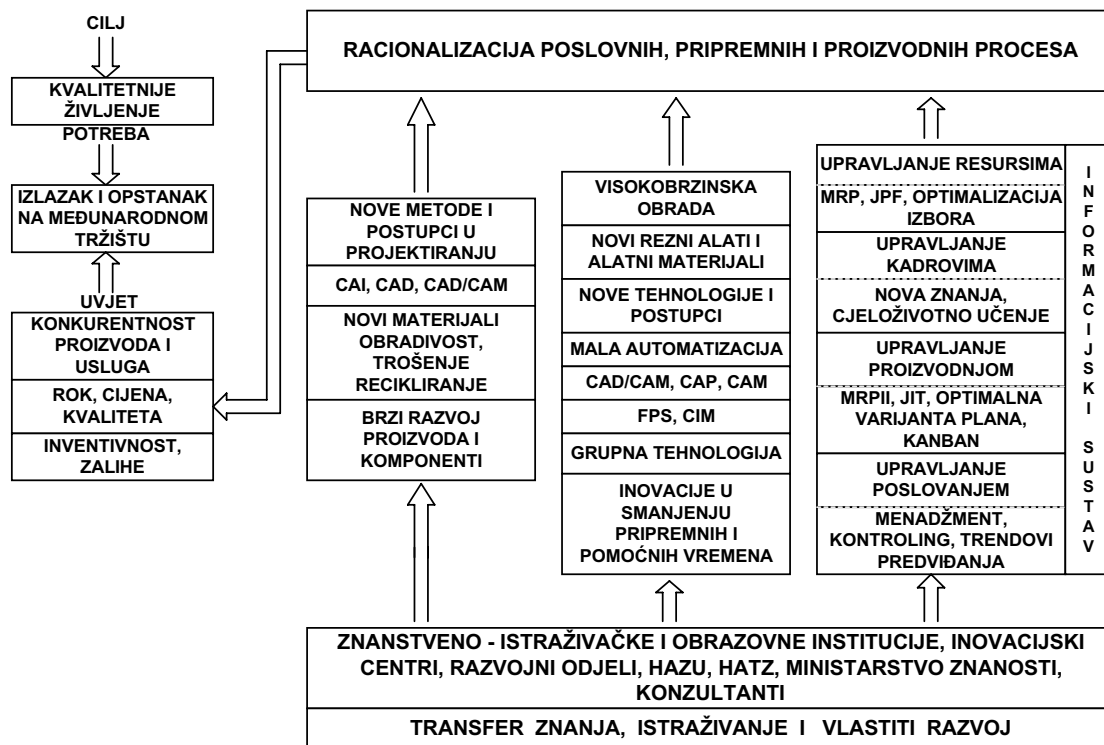 CILJ
KVALITETNIJE
ŽIVLJENJE
POTREBA
IZLAZAK I OPSTANAK
NA MEĐUNARODNOM
TRŽIŠTU
UVJET
KONKURENTNOST
PROIZVODA I
USLUGA
ROK, CIJENA,
KVALITETA
INVENTIVNOST,
ZALIHE
RACIONALIZACIJA POSLOVNIH, PRIPREMNIH I PROIZVODNIH PROCESA
NOVE METODE I
POSTUPCI U
PROJEKTIRANJU
CAI, CAD, CAD/CAM
NOVI MATERIJALI
OBRADIVOST,
TROŠENJE
RECIKLIRANJE
BRZI RAZVOJ
PROIZVODA I
KOMPONENTI
VISOKOBRZINSKA
OBRADA
NOVI REZNI ALATI I
ALATNI MATERIJALI
NOVE TEHNOLOGIJE I
POSTUPCI
MALA AUTOMATIZACIJA
CAD/CAM, CAP, CAM
FPS, CIM
GRUPNA TEHNOLOGIJA
INOVACIJE U
SMANJENJU
PRIPREMNIH I
POMOĆNIH VREMENA
UPRAVLJANJE RESURSIMA
MRP, JPF, OPTIMALIZACIJA
IZBORA
UPRAVLJANJE
KADROVIMA
NOVA ZNANJA,
CJELOŽIVOTNO UČENJE
UPRAVLJANJE
PROIZVODNJOM
MRPII, JIT, OPTIMALNA
VARIJANTA PLANA,
KANBAN
UPRAVLJANJE
POSLOVANJEM
MENADŽMENT,
KONTROLING, TRENDOVI
PREDVIĐANJA
INFORMACIJSKI SUSTAV
ZNANSTVENO - ISTRAŽIVAČKE I OBRAZOVNE INSTITUCIJE, INOVACIJSKI
CENTRI, RAZVOJNI ODJELI, HAZU, HATZ, MINISTARSTVO ZNANOSTI,
KONZULTANTI
TRANSFER ZNANJA, ISTRAŽIVANJE I VLASTITI RAZVOJ